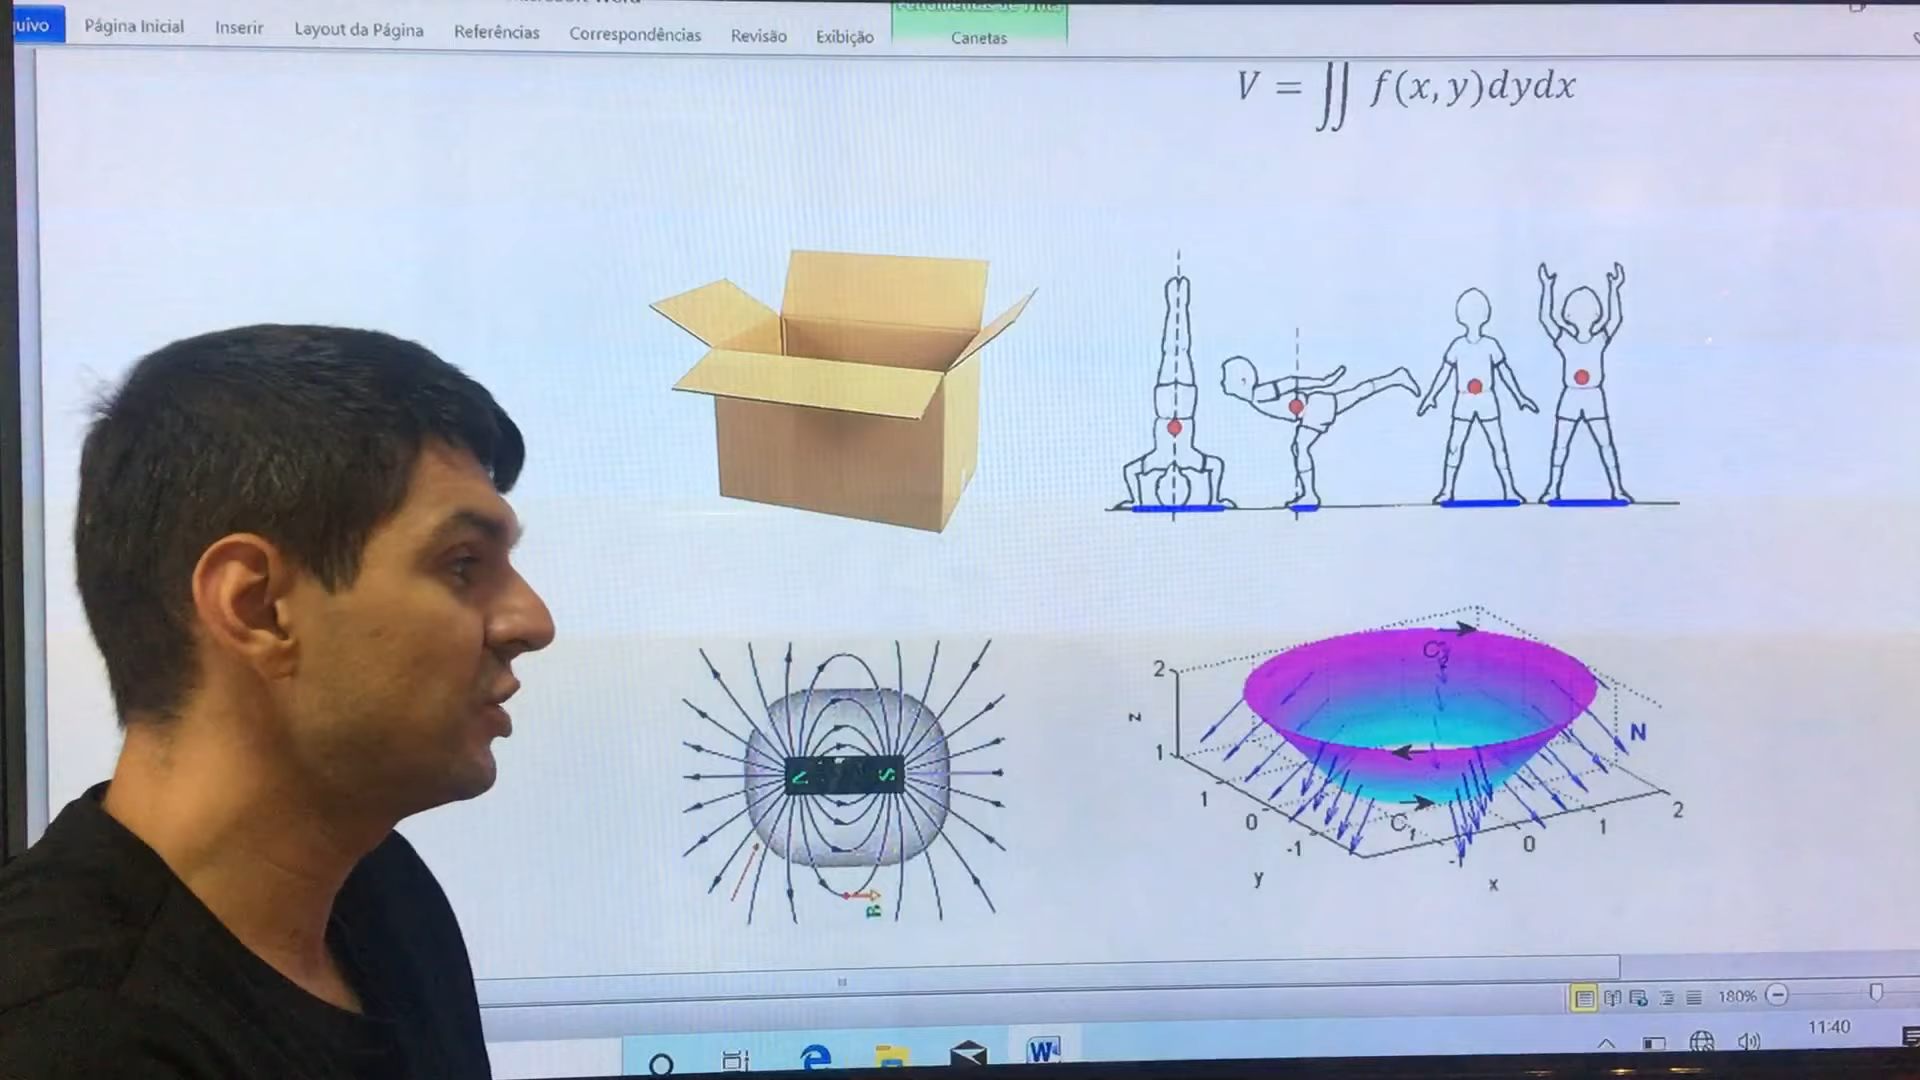 uivo Página Inicial Inserir Layout da Página Referências Correspondências Revisão Exibição Canetas
V = ∬ f(x, y)dydx
S
B
C
2
z
1
N
1
0
-1
y
C₁
-1
0
1
2
x
180%
11:40